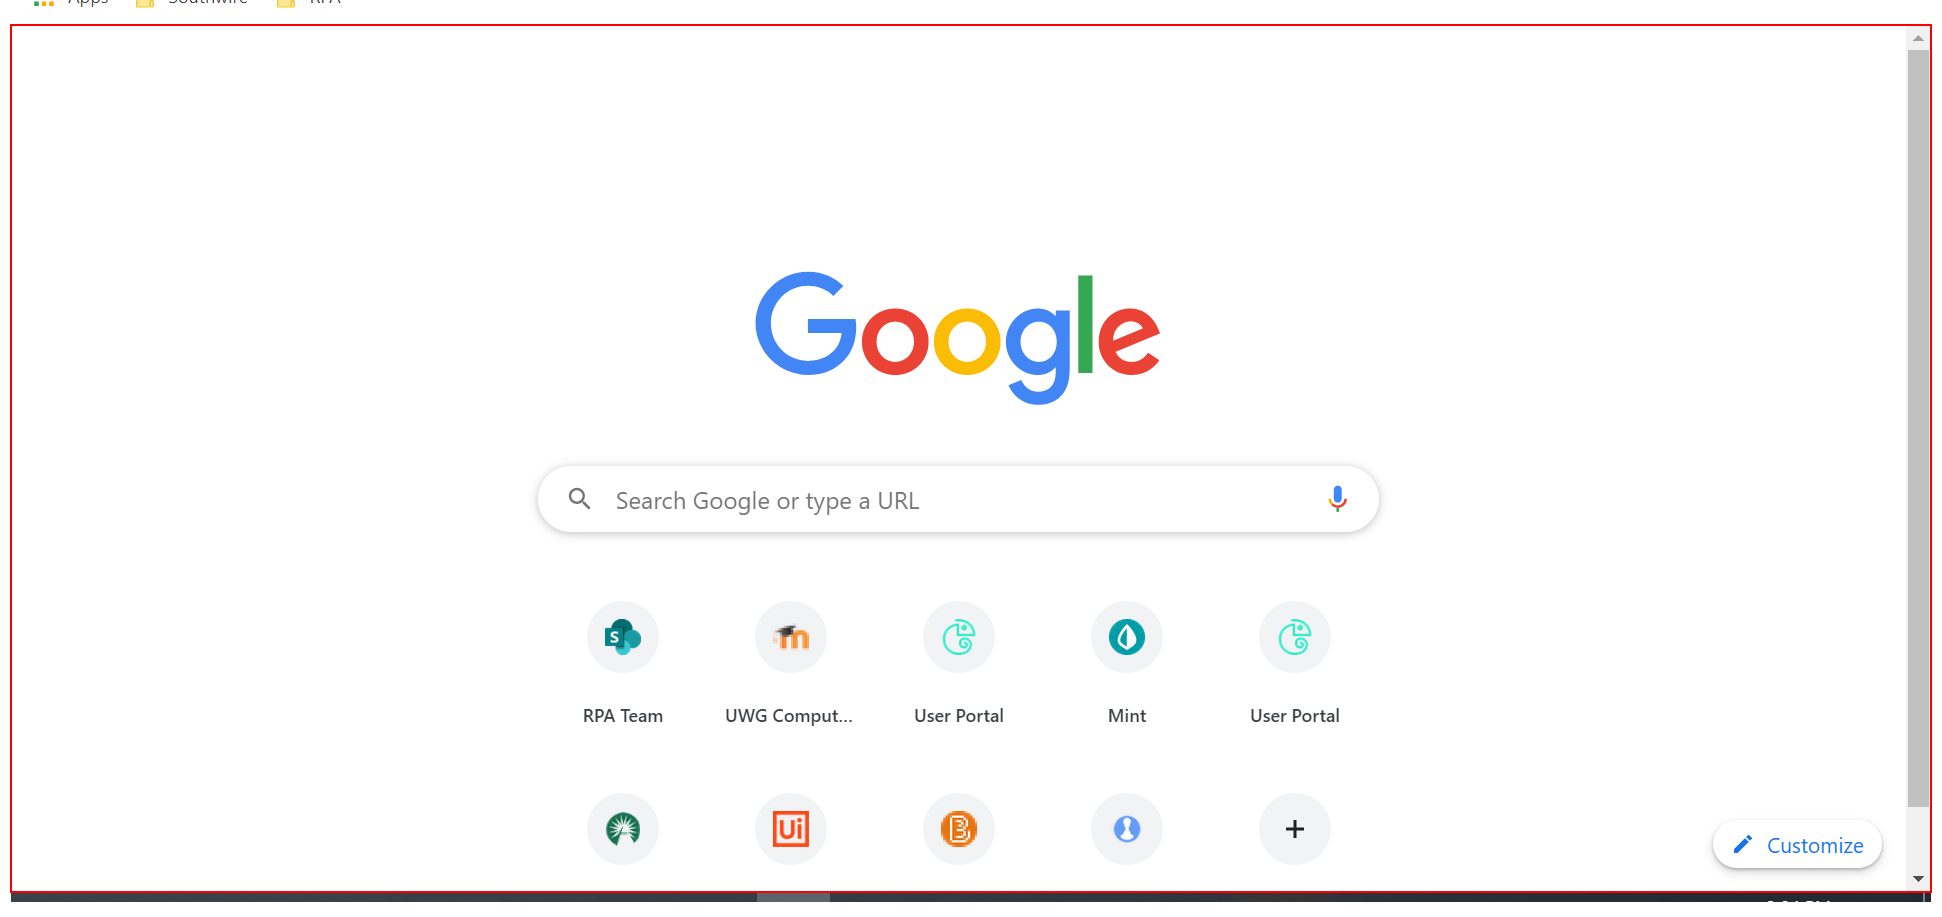 Apps Southwire RPA
Google
Search Google or type a URL
RPA Team UWG Comput... User Portal Mint User Portal
Ui
Customize